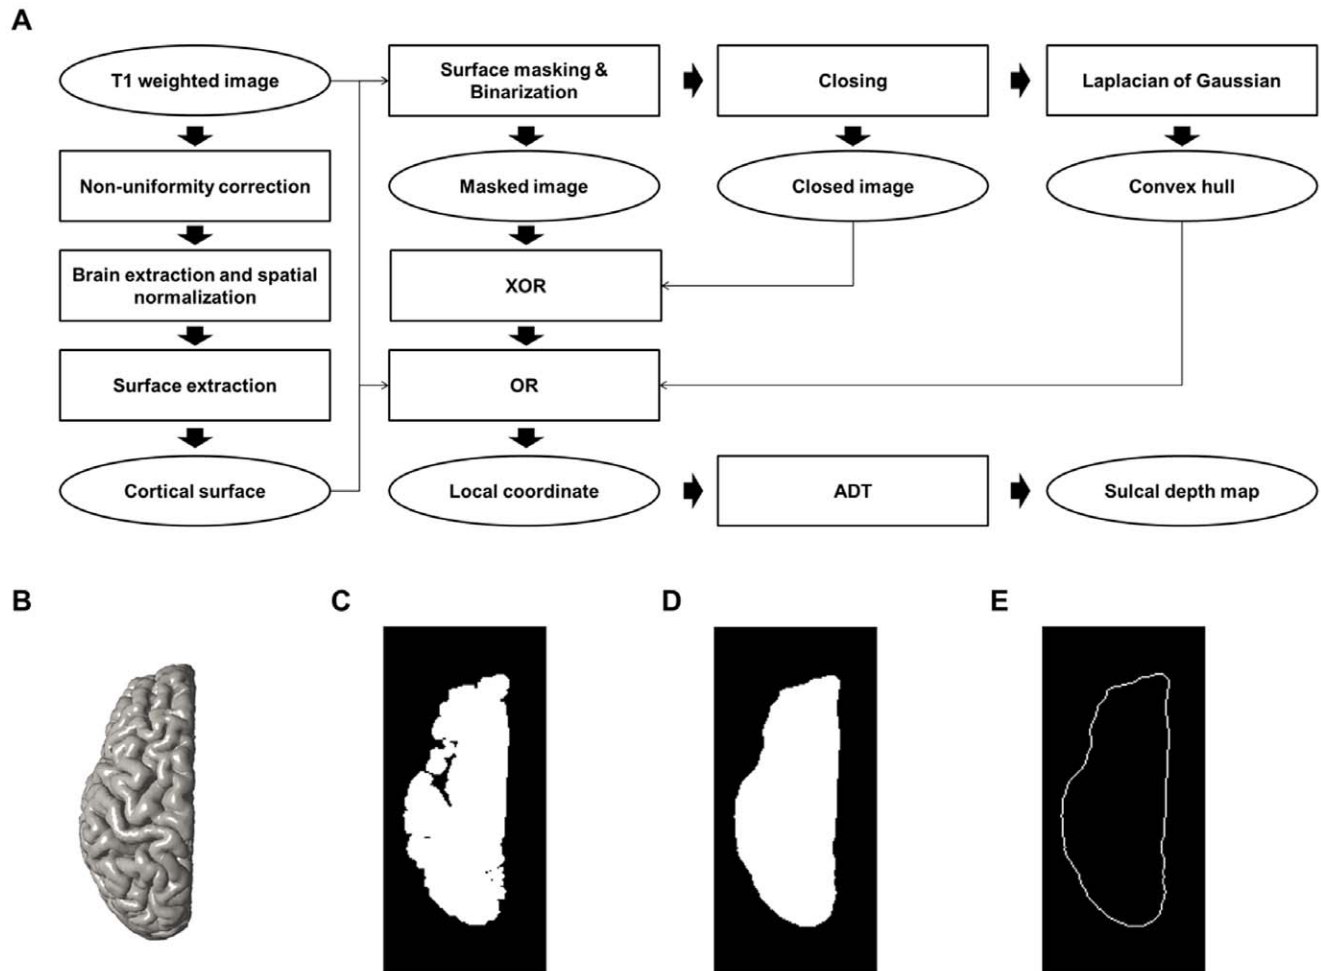 A
T1 weighted image
Surface masking &
Binarization
Closing
Laplacian of Gaussian
Non-uniformity correction
Masked image
Closed image
Convex hull
Brain extraction and spatial
normalization
XOR
Surface extraction
OR
Cortical surface
Local coordinate
ADT
Sulcal depth map
B
C
D
E